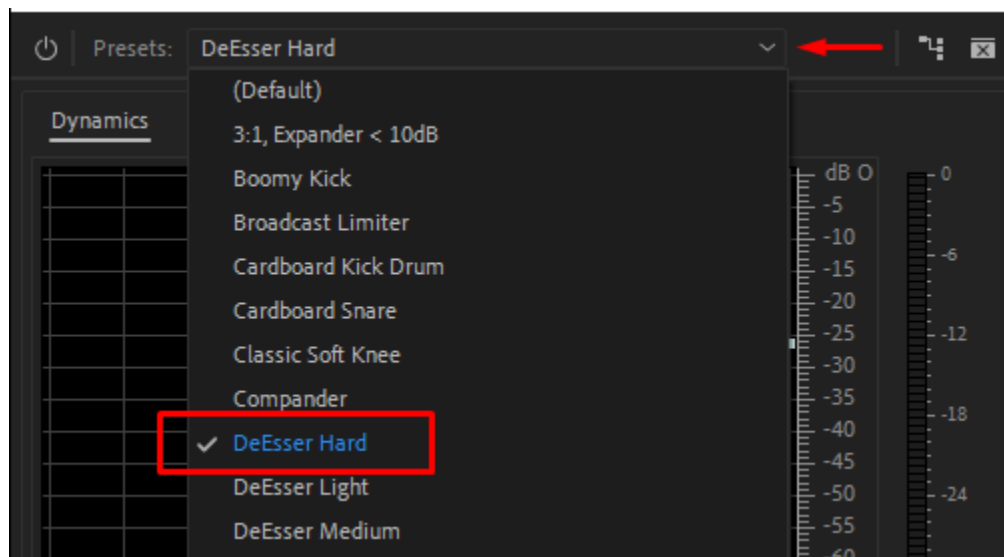 Presets: DeEsser Hard
(Default)
Dynamics
3:1, Expander < 10dB
Boomy Kick
Broadcast Limiter
Cardboard Kick Drum
Cardboard Snare
Classic Soft Knee
Compander
DeEsser Hard
DeEsser Light
DeEsser Medium
dB O
-5
-10
-15
-20
-25
-30
-35
-40
-45
-50
-55
-60
0
-6
-12
-18
-24